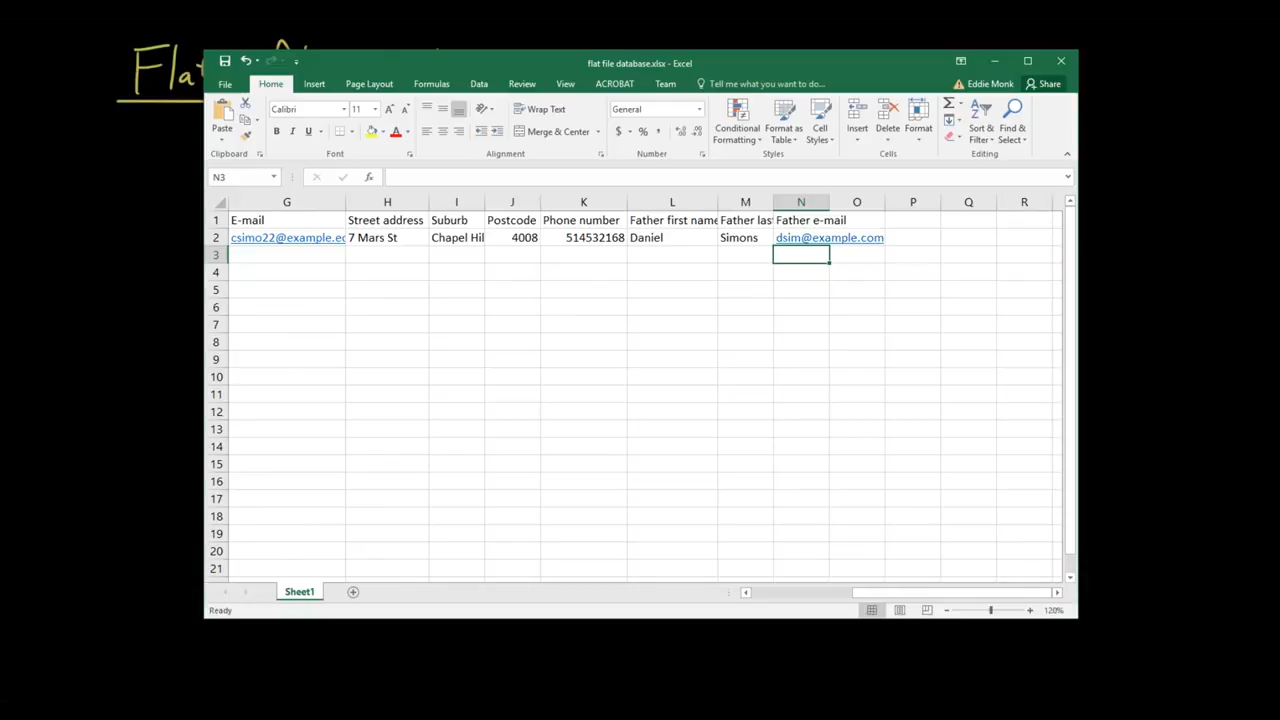 Flat
flat file database.xlsx - Excel
File Home Insert Page Layout Formulas Data Review View ACROBAT Team Tell me what you want to do... Eddie Monk Share
Paste Calibri 11 Wrap Text General Conditional Formatting Format as Table Cell Styles Insert Delete Format Sort & Filter Find & Select
B I U Merge & Center $ %
Clipboard Font Alignment Number Styles Cells Editing
N3 fx
G H I J K L M N O P Q R
1 E-mail Street address Suburb Postcode Phone number Father first name Father las Father e-mail
2 csimo22@example.ec 7 Mars St Chapel Hil 4008 514532168 Daniel Simons dsim@example.com
3
4
5
6
7
8
9
10
11
12
13
14
15
16
17
18
19
20
21
Sheet1
Ready 120%